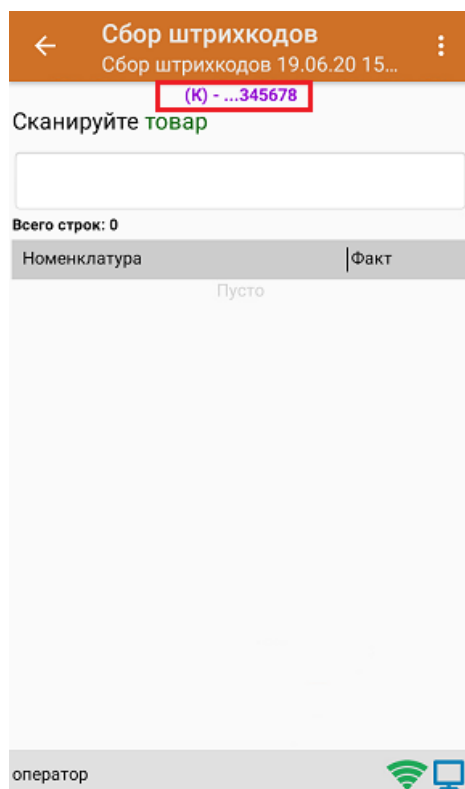 Сбор штрихкодов
Сбор штрихкодов 19.06.20 15...
(К) - ...345678
Сканируйте товар
Всего строк: 0
Номенклатура Факт
Пусто
оператор